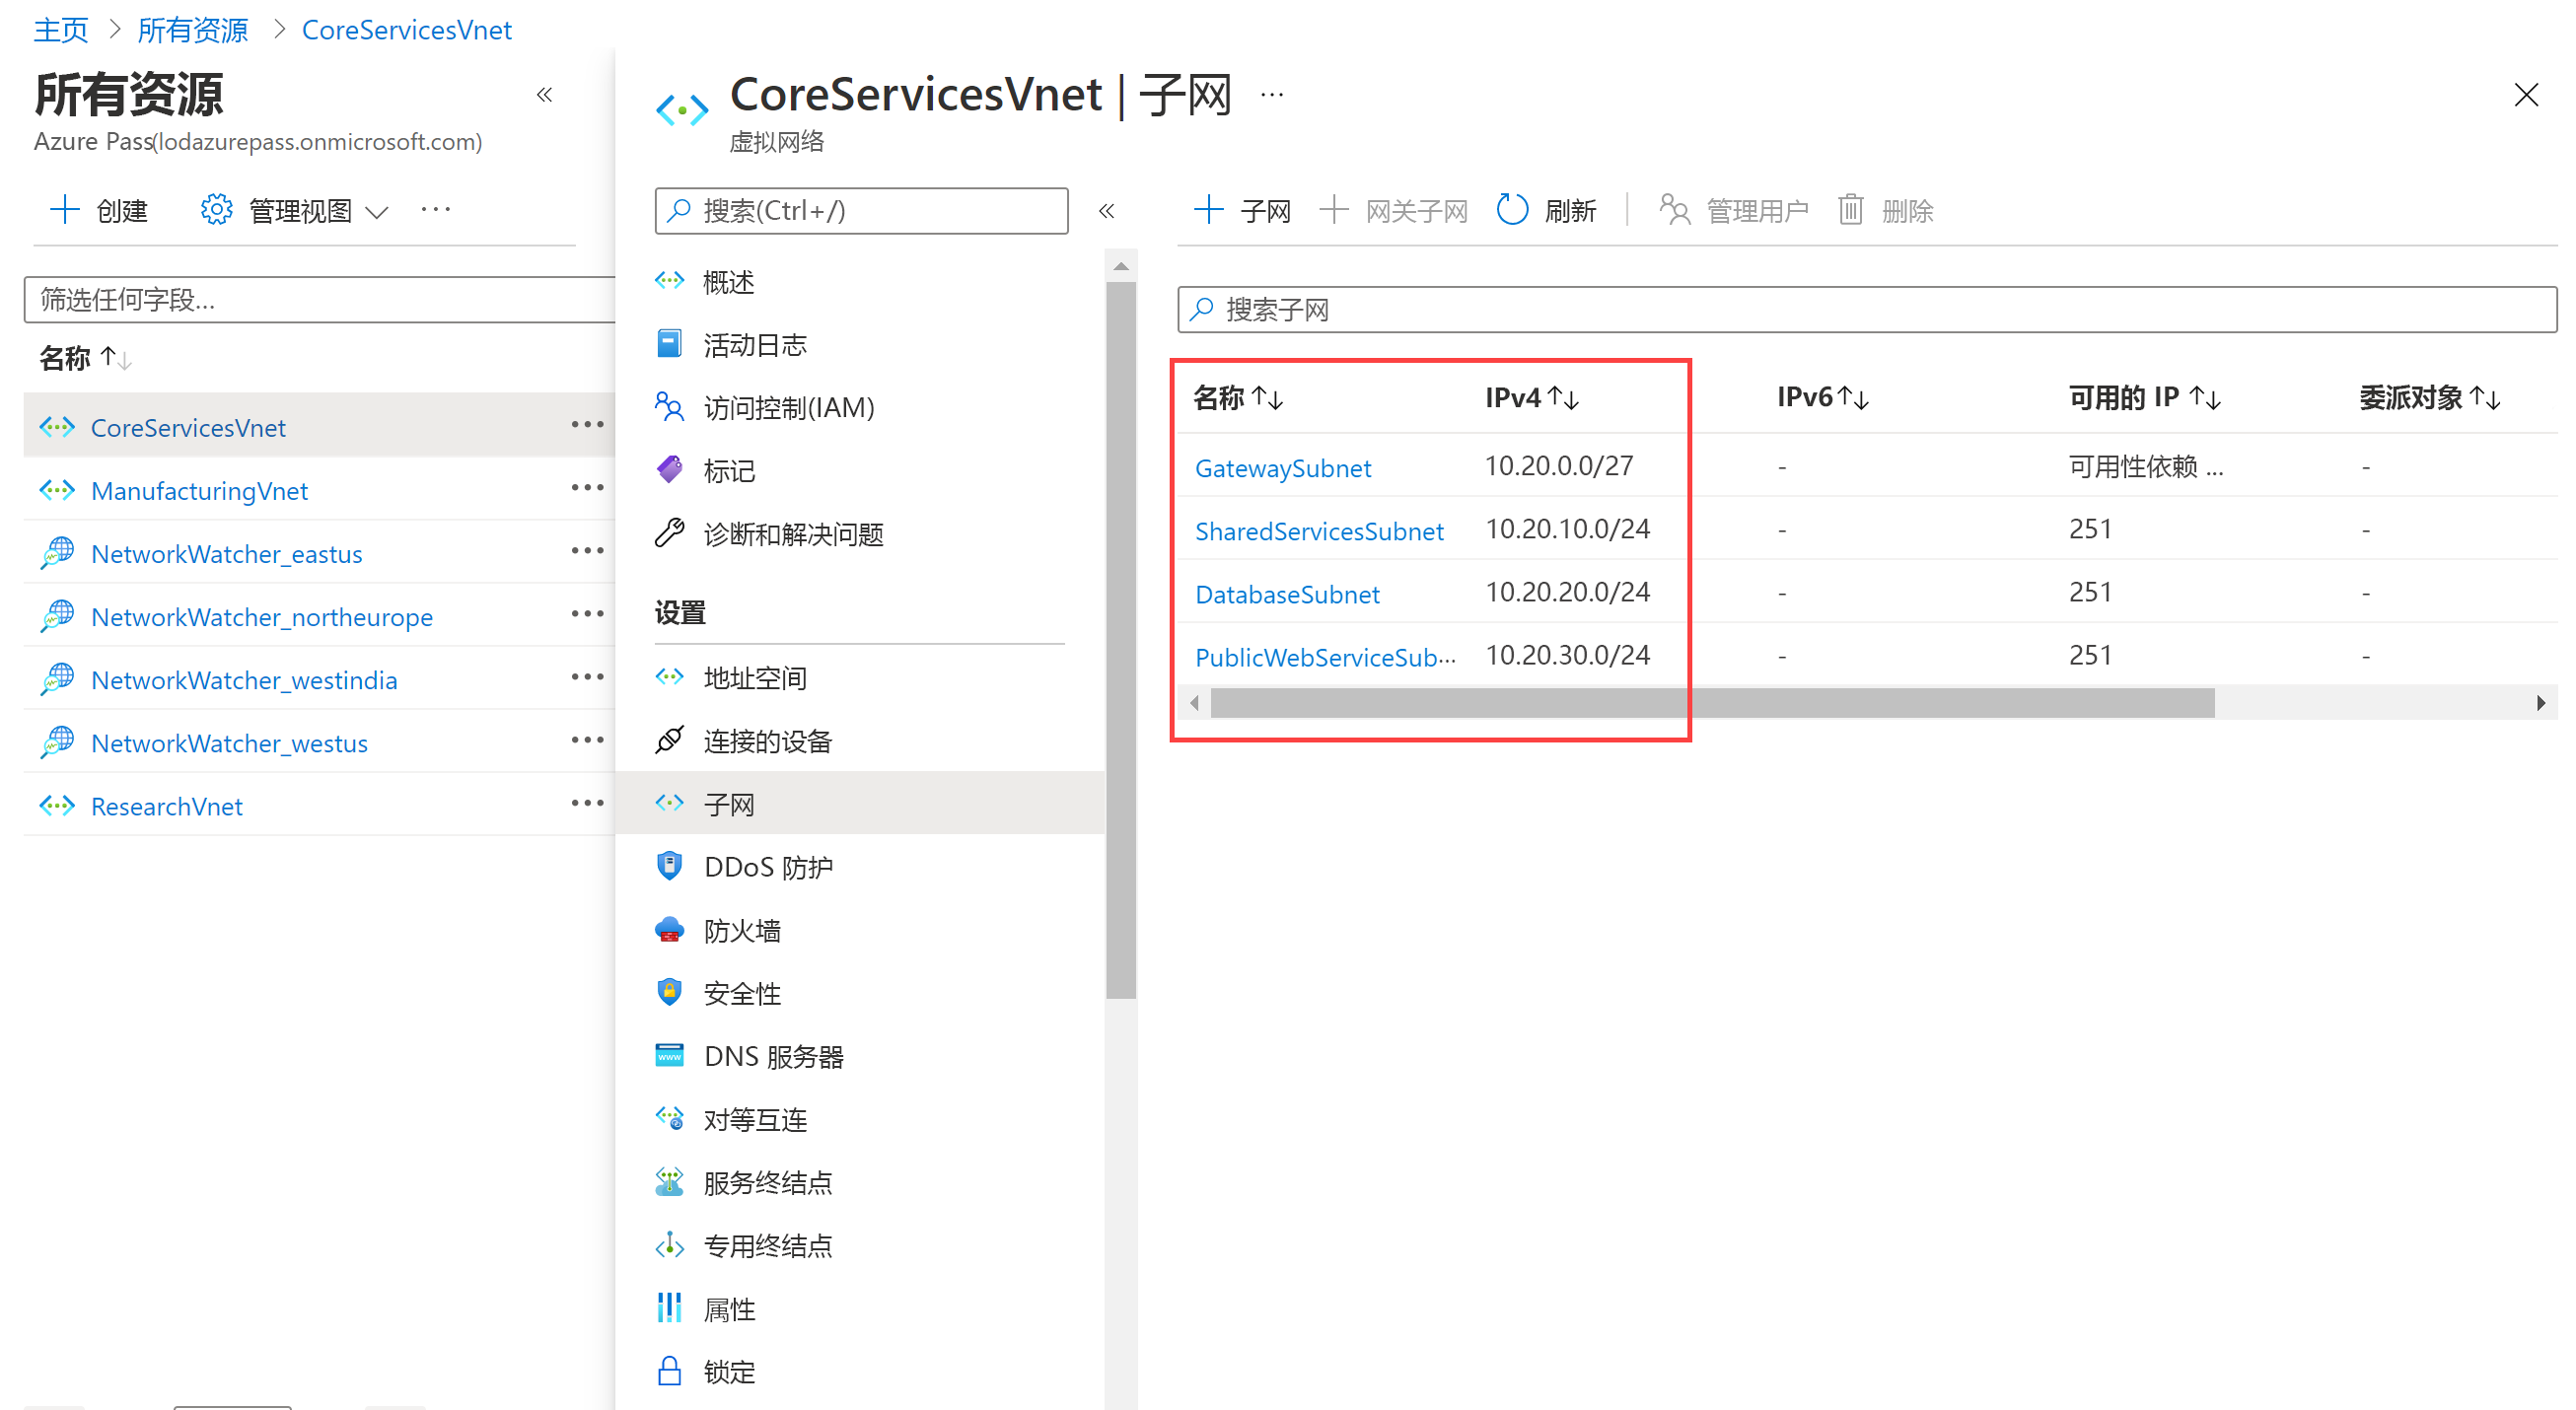 主页 > 所有资源 > CoreServicesVnet
所有资源 «
Azure Pass(lodazurepass.onmicrosoft.com)
+ 创建 管理视图 ···
筛选任何字段...
名称 ↑↓
CoreServicesVnet ···
ManufacturingVnet ···
NetworkWatcher_eastus ···
NetworkWatcher_northeurope ···
NetworkWatcher_westindia ···
NetworkWatcher_westus ···
ResearchVnet ···
CoreServicesVnet | 子网 ···
虚拟网络
搜索(Ctrl+/) «
概述
活动日志
访问控制(IAM)
标记
诊断和解决问题
设置
地址空间
连接的设备
子网
DDoS 防护
防火墙
安全性
DNS 服务器
对等互连
服务终结点
专用终结点
属性
锁定
+ 子网 + 网关子网 刷新 | 管理用户 删除
搜索子网
名称 ↑↓ IPv4 ↑↓ IPv6 ↑↓ 可用的 IP ↑↓ 委派对象 ↑↓
GatewaySubnet 10.20.0.0/27 - 可用性依赖 ... -
SharedServicesSubnet 10.20.10.0/24 - 251 -
DatabaseSubnet 10.20.20.0/24 - 251 -
PublicWebServiceSub... 10.20.30.0/24 - 251 -